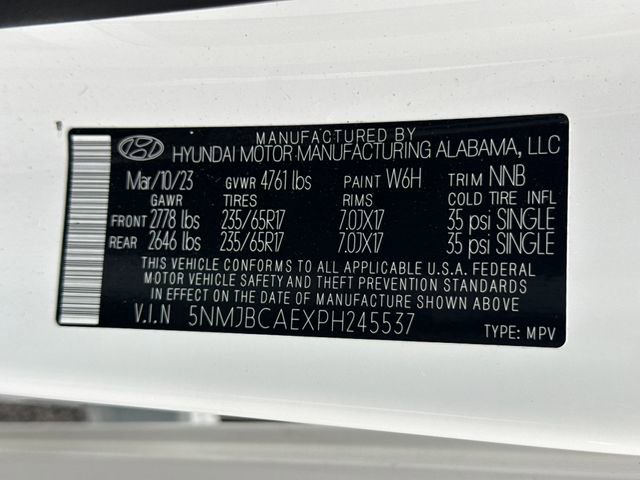 MANUFACTURED BY
HYUNDAI MOTOR MANUFACTURING ALABAMA, LLC
Mar/10/23 GVWR 4761 lbs PAINT W6H TRIM NNB
GAWR TIRES RIMS COLD TIRE INFL
FRONT 2778 lbs 235/65R17 7.0JX17 35 psi SINGLE
REAR 2646 lbs 235/65R17 7.0JX17 35 psi SINGLE
THIS VEHICLE CONFORMS TO ALL APPLICABLE U.S.A. FEDERAL
MOTOR VEHICLE SAFETY AND THEFT PREVENTION STANDARDS
IN EFFECT ON THE DATE OF MANUFACTURE SHOWN ABOVE
V.I.N 5NMJBCAEXPH245537 TYPE: MPV